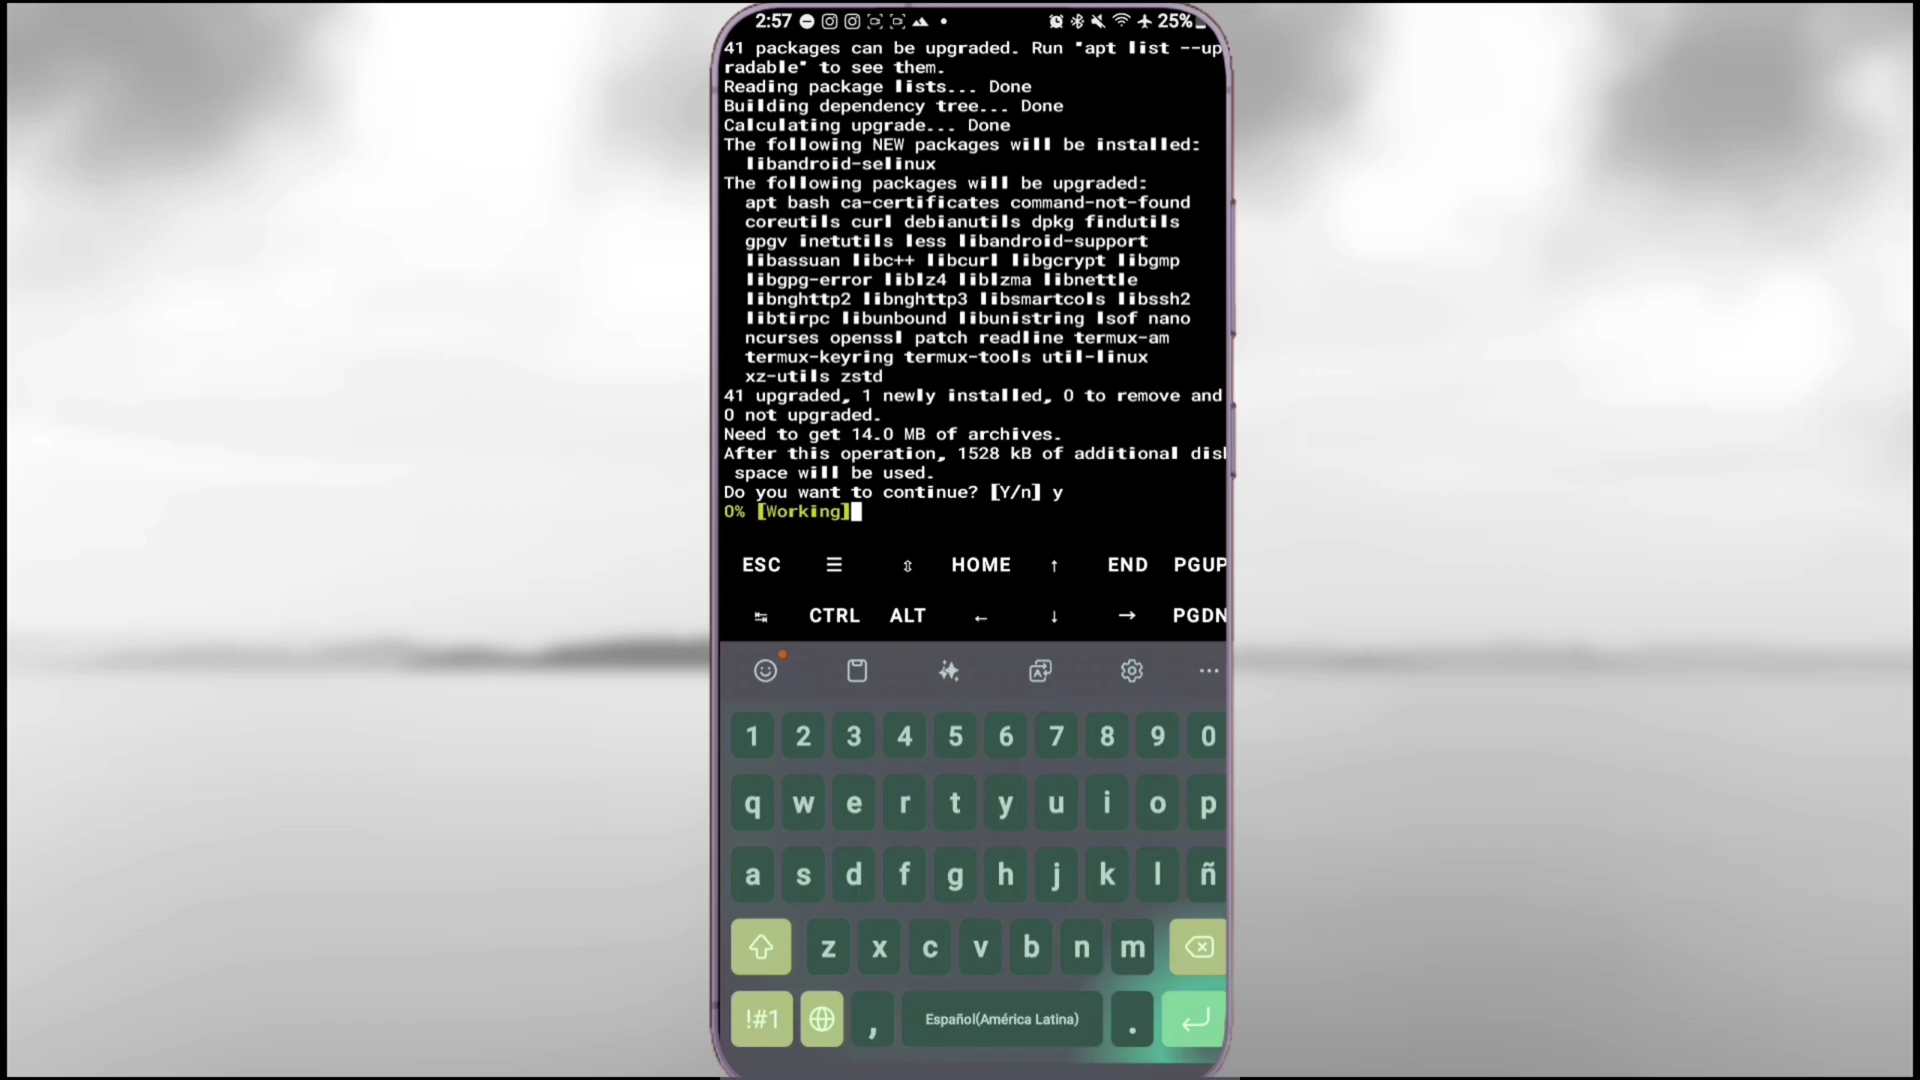 2:57 25%
41 packages can be upgraded. Run 'apt list --up
radable' to see them.
Reading package lists... Done
Building dependency tree... Done
Calculating upgrade... Done
The following NEW packages will be installed:
libandroid-selinux
The following packages will be upgraded:
apt bash ca-certificates command-not-found
coreutils curl debianutils dpkg findutils
gpgv inetutils less libandroid-support
libassuan libc++ libcurl libgcrypt libgmp
libgpg-error liblz4 liblzma libnettle
libnghttp2 libnghttp3 libsmartcols libssh2
libtirpc libunbound libunistring lsof nano
ncurses openssl patch readline termux-am
termux-keyring termux-tools util-linux
xz-utils zstd
41 upgraded, 1 newly installed, 0 to remove and
0 not upgraded.
Need to get 14.0 MB of archives.
After this operation, 1528 kB of additional disk
space will be used.
Do you want to continue? [Y/n] y
0% [Working]
ESC ☰ ⇳ HOME ↑ END PGUP
↹ CTRL ALT ← ↓ → PGDN
1 2 3 4 5 6 7 8 9 0
q w e r t y u i o p
a s d f g h j k l ñ
z x c v b n m
!#1 , Español(América Latina) .